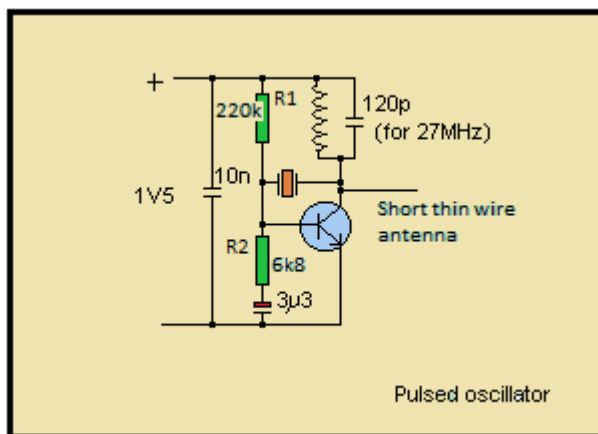 +
220k
R1
120p
(for 27MHz)
10n
1V5
Short thin wire
antenna
R2
6k8
3µ3
Pulsed oscillator